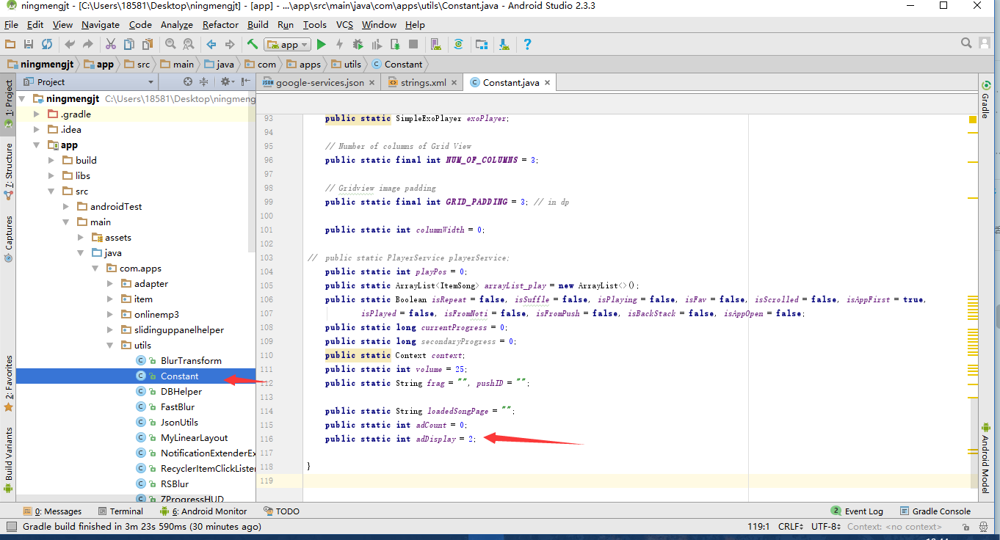 ningmengjt - [C:\Users\18581\Desktop\ningmengjt] - [app] - ...\app\src\main\java\com\apps\utils\Constant.java - Android Studio 2.3.3
File Edit View Navigate Code Analyze Refactor Build Run Tools VCS Window Help
app
ningmengjt app src main java com apps utils Constant
Project
google-services.json strings.xml Constant.java
1: Project
Z: Structure
Captures
2: Favorites
Build Variants
ningmengjt C:\Users\18581\Desktop\ningmeng
.gradle
.idea
app
build
libs
src
androidTest
main
assets
java
com.apps
adapter
item
onlinemp3
slidinguppanelhelper
utils
BlurTransform
Constant
DBHelper
FastBlur
JsonUtils
MyLinearLayout
NotificationExtenderEx
RecyclerItemClickListen
RSBlur
ZProgressHUD
93 public static SimpleExoPlayer exoPlayer;
94
95 // Number of columns of Grid View
96 public static final int NUM_OF_COLUMNS = 3;
97
98 // Gridview image padding
99 public static final int GRID_PADDING = 3; // in dp
100
101 public static int columnWidth = 0;
102
103 // public static PlayerService playerService;
104 public static int playPos = 0;
105 public static ArrayList<ItemSong> arrayList_play = new ArrayList<>();
106 public static Boolean isRepeat = false, isSuffle = false, isPlaying = false, isFav = false, isScrolled = false, isAppFirst = true,
107 isPlayed = false, isFromNoti = false, isFromPush = false, isBackStack = false, isAppOpen = false;
108 public static long currentProgress = 0;
109 public static long secondaryProgress = 0;
110 public static Context context;
111 public static int volume = 25;
112 public static String frag = "", pushID = "";
113
114 public static String loadedSongPage = "";
115 public static int adCount = 0;
116 public static int adDisplay = 2;
117
118 }
119
Gradle
Android Model
0: Messages Terminal 6: Android Monitor TODO 2 Event Log Gradle Console
Gradle build finished in 3m 23s 590ms (30 minutes ago) 119:1 CRLF UTF-8 Context: <no context>